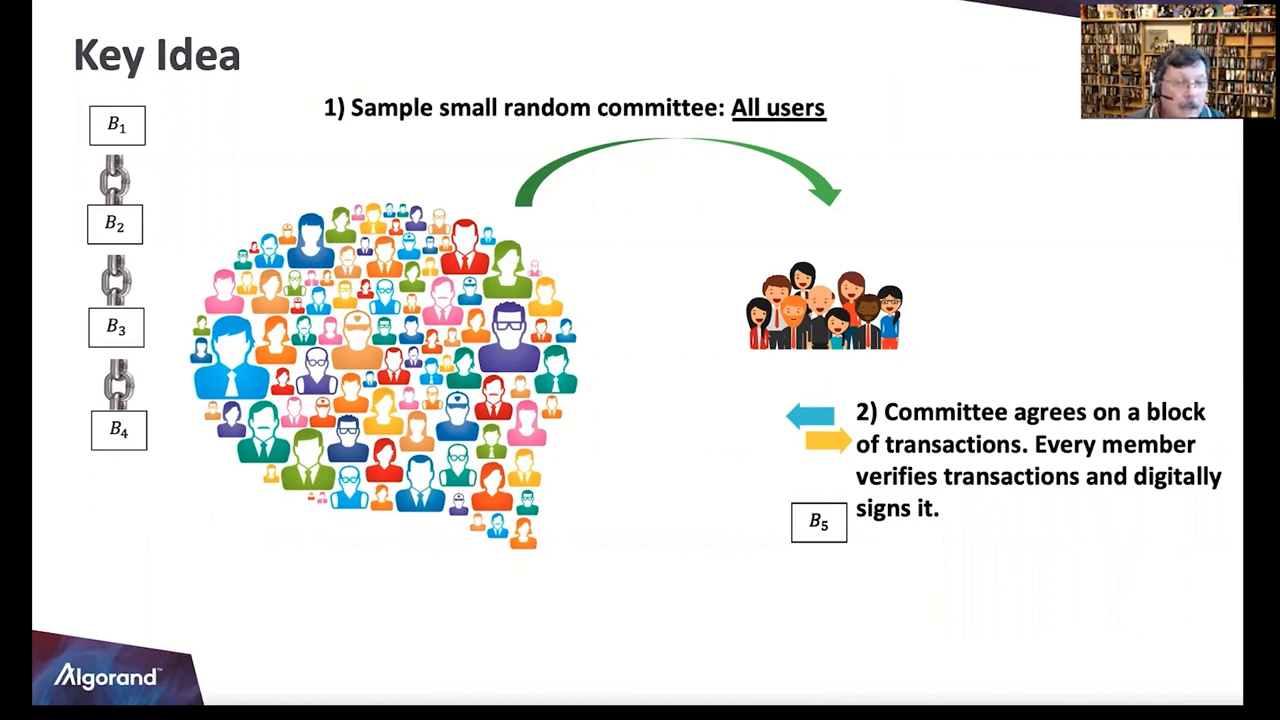 Key Idea
1) Sample small random committee: All users
B₁
B₂
B₃
B₄
2) Committee agrees on a block
of transactions. Every member
verifies transactions and digitally
signs it.
B₅
Algorand™